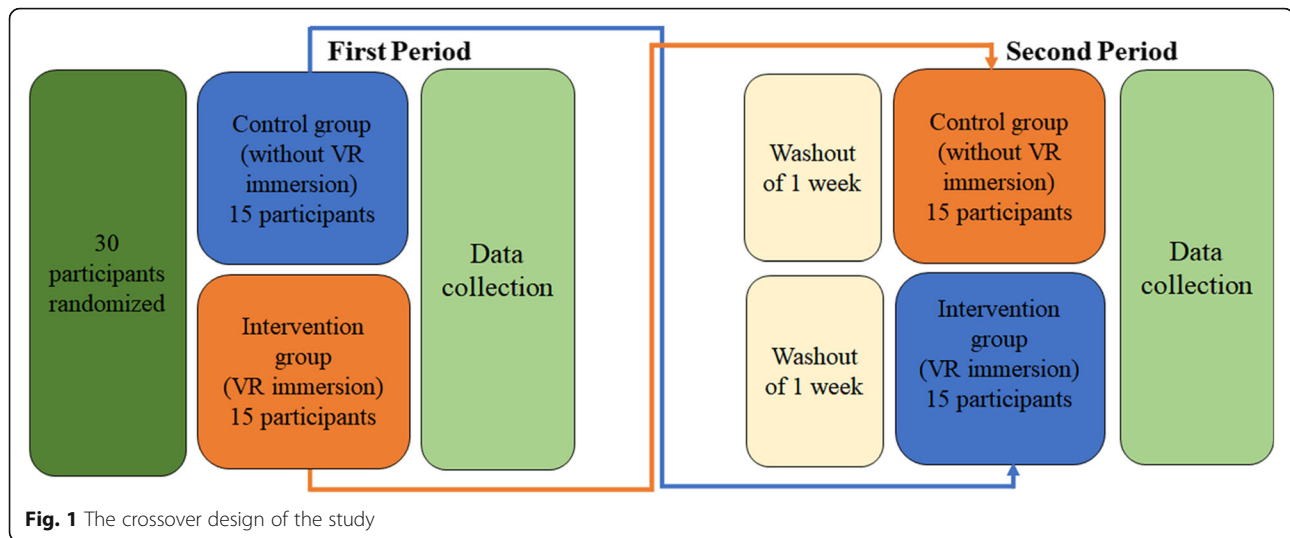 First Period
Second Period
30
participants
randomized
Control group
(without VR
immersion)
15 participants
Intervention
group
(VR immersion)
15 participants
Data
collection
Washout
of 1 week
Washout
of 1 week
Control group
(without VR
immersion)
15 participants
Intervention
group
(VR immersion)
15 participants
Data
collection
Fig. 1 The crossover design of the study